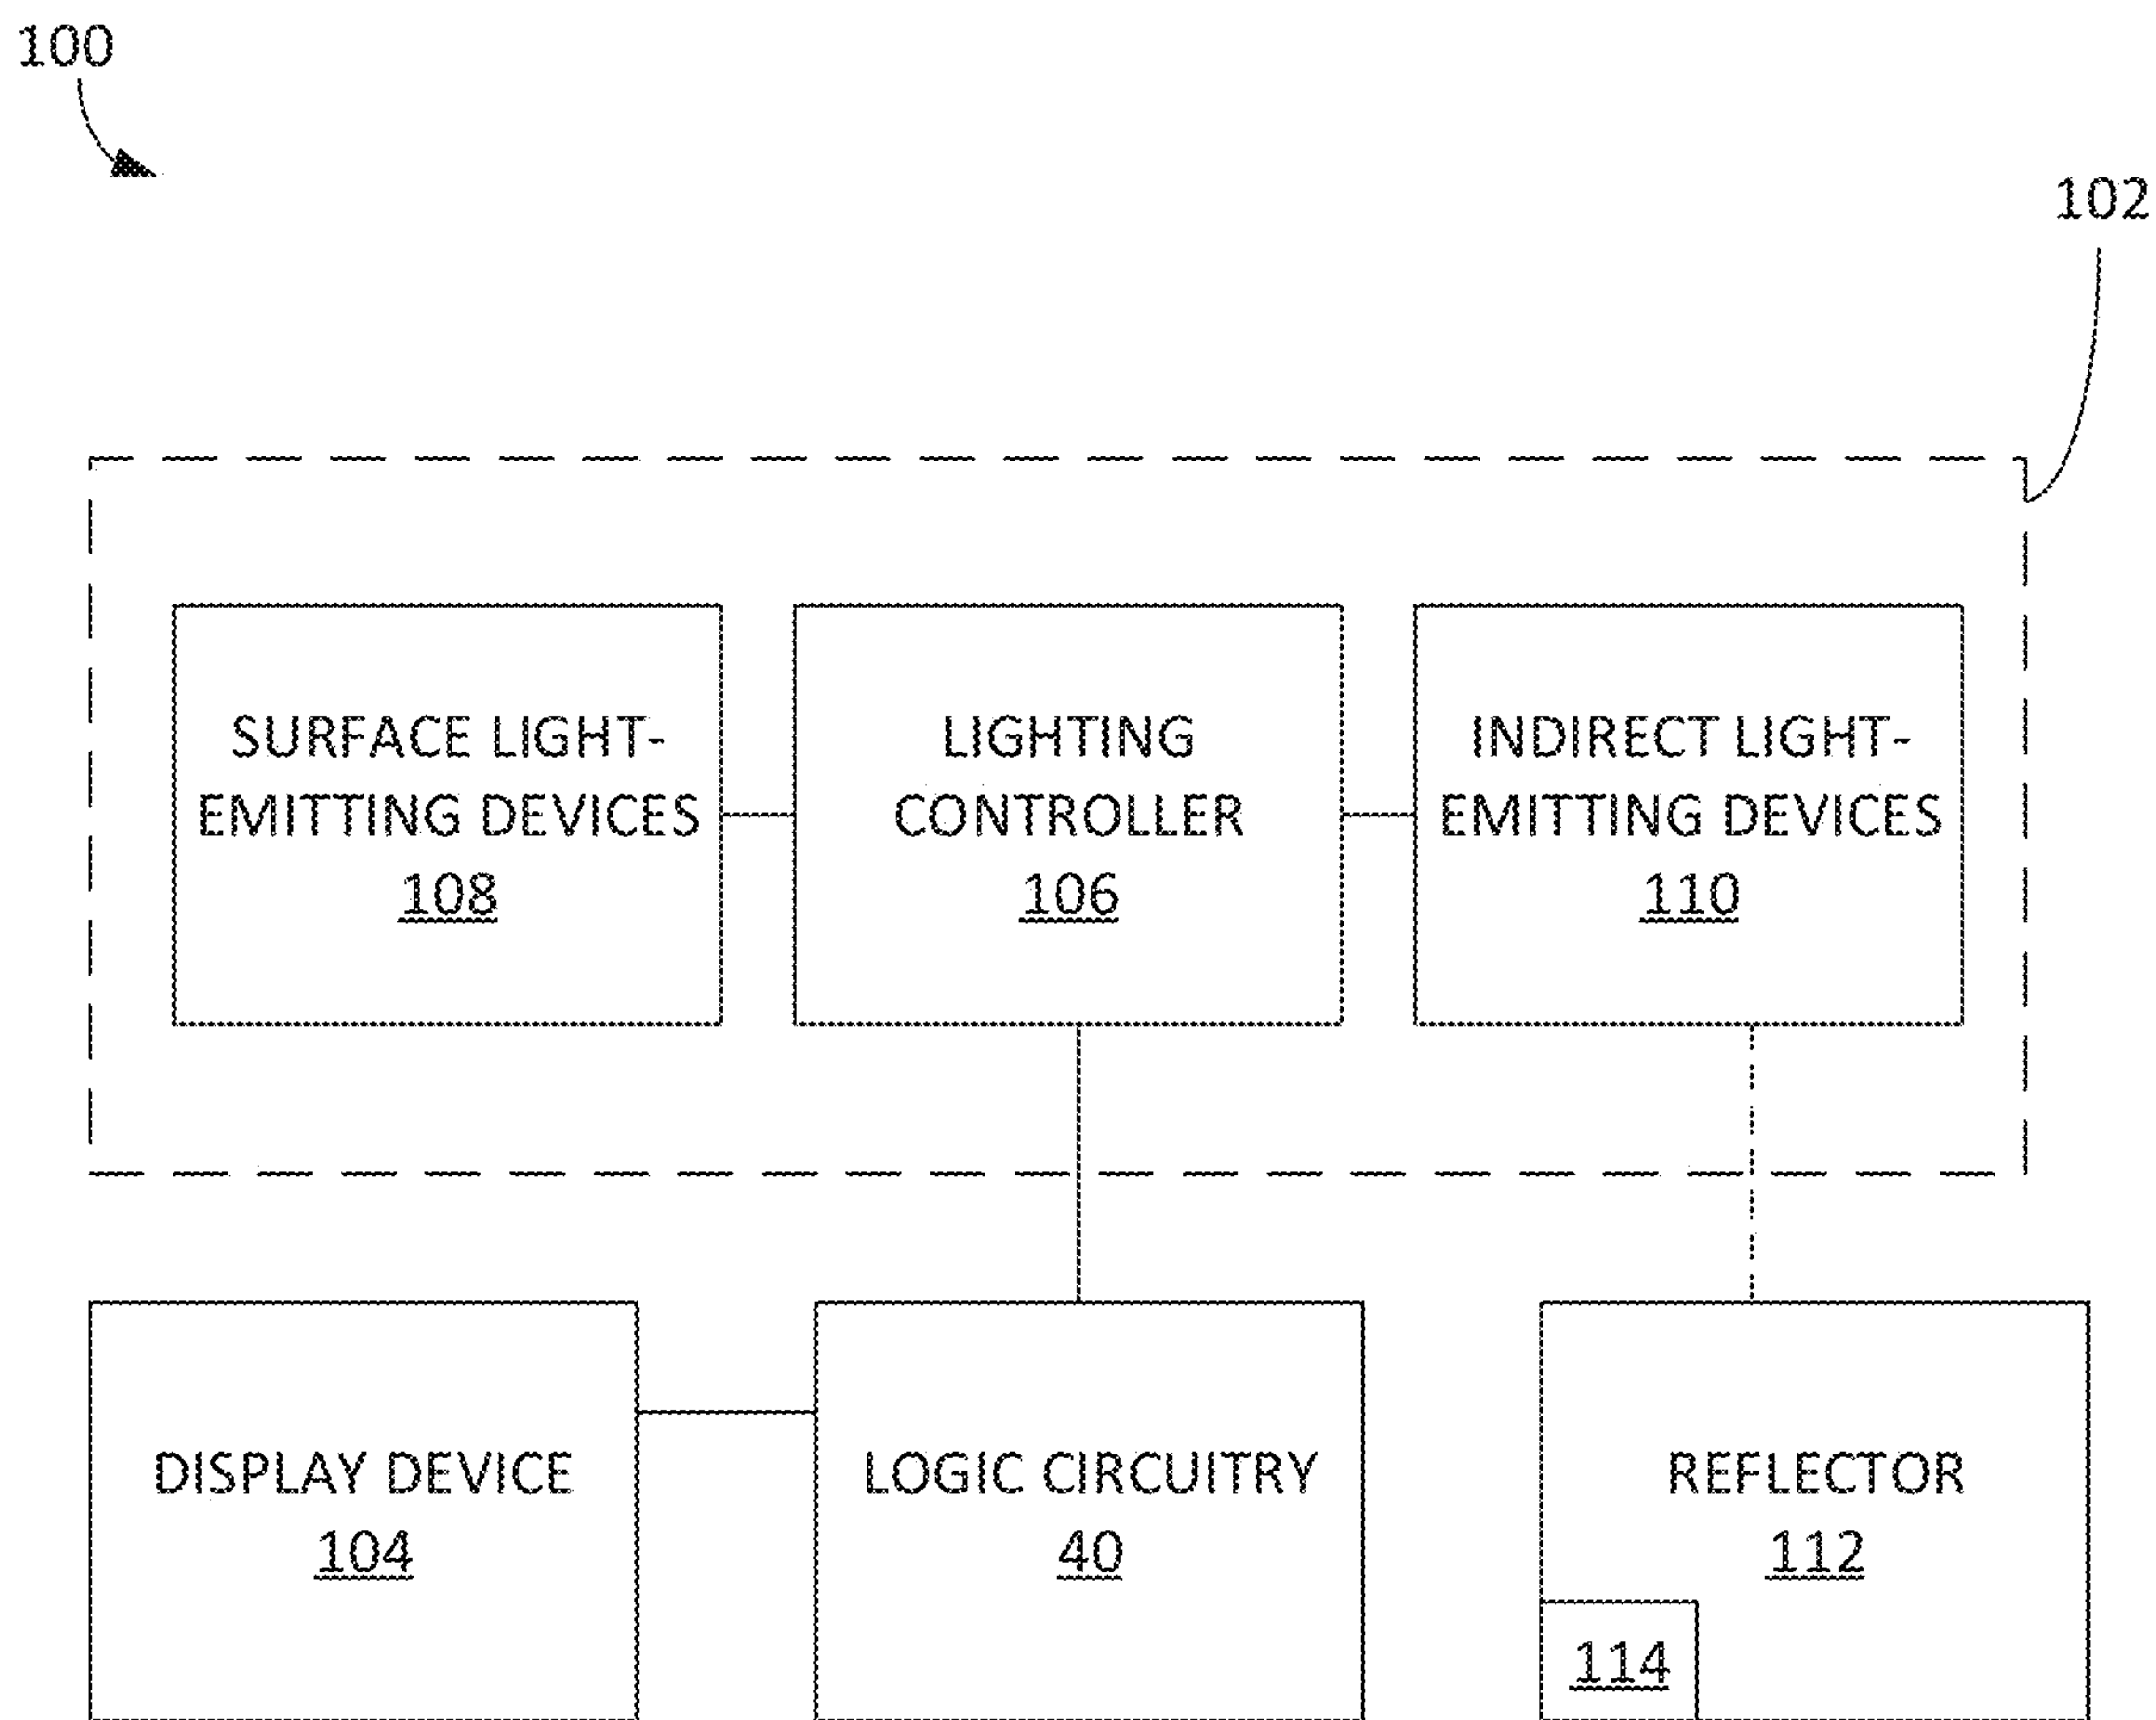 100
102
SURFACE LIGHT-
EMITTING DEVICES
108
LIGHTING
CONTROLLER
106
INDIRECT LIGHT-
EMITTING DEVICES
110
DISPLAY DEVICE
104
LOGIC CIRCUITRY
40
REFLECTOR
112
114